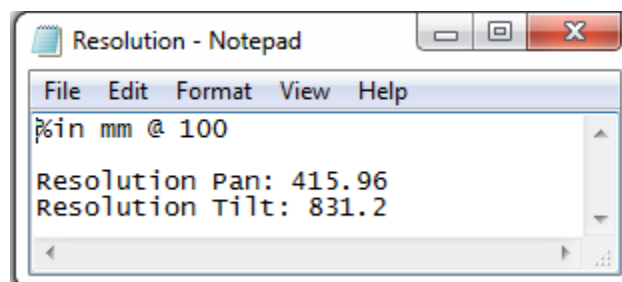 Resolution - Notepad
File Edit Format View Help
%in mm @ 100

Resolution Pan: 415.96
Resolution Tilt: 831.2